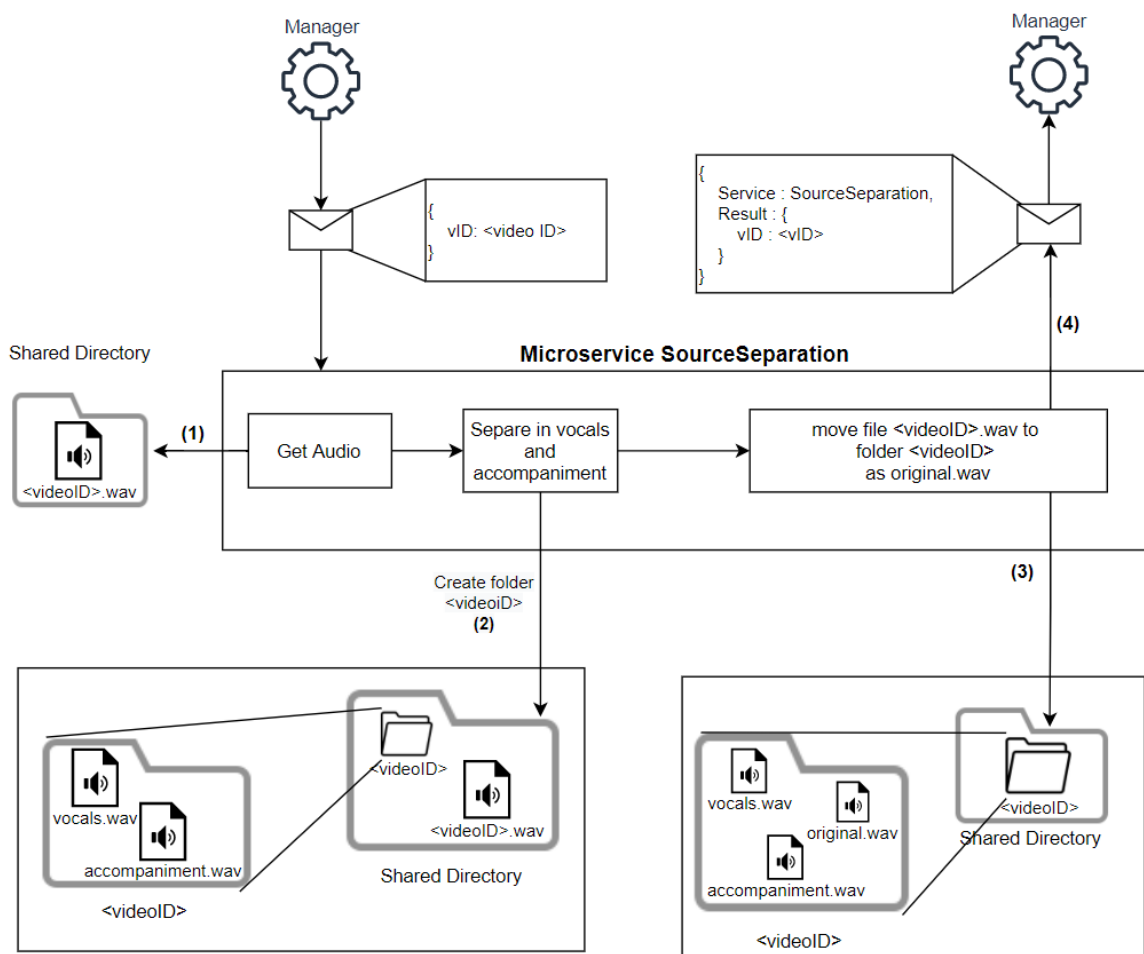 Manager
Manager
{
vID: <video ID>
}
{
Service : SourceSeparation,
Result : {
vID : <vID>
}
}
(4)
Shared Directory
Microservice SourceSeparation
<videoID>.wav
(1)
Get Audio
Separe in vocals
and
accompaniment
move file <videoID>.wav to
folder <videoID>
as original.wav
Create folder
<videoiD>
(2)
(3)
<videoID>
vocals.wav
<videoID>.wav
accompaniment.wav
Shared Directory
<videoID>
vocals.wav
original.wav
<videoID>
Shared Directory
accompaniment.wav
<videoID>